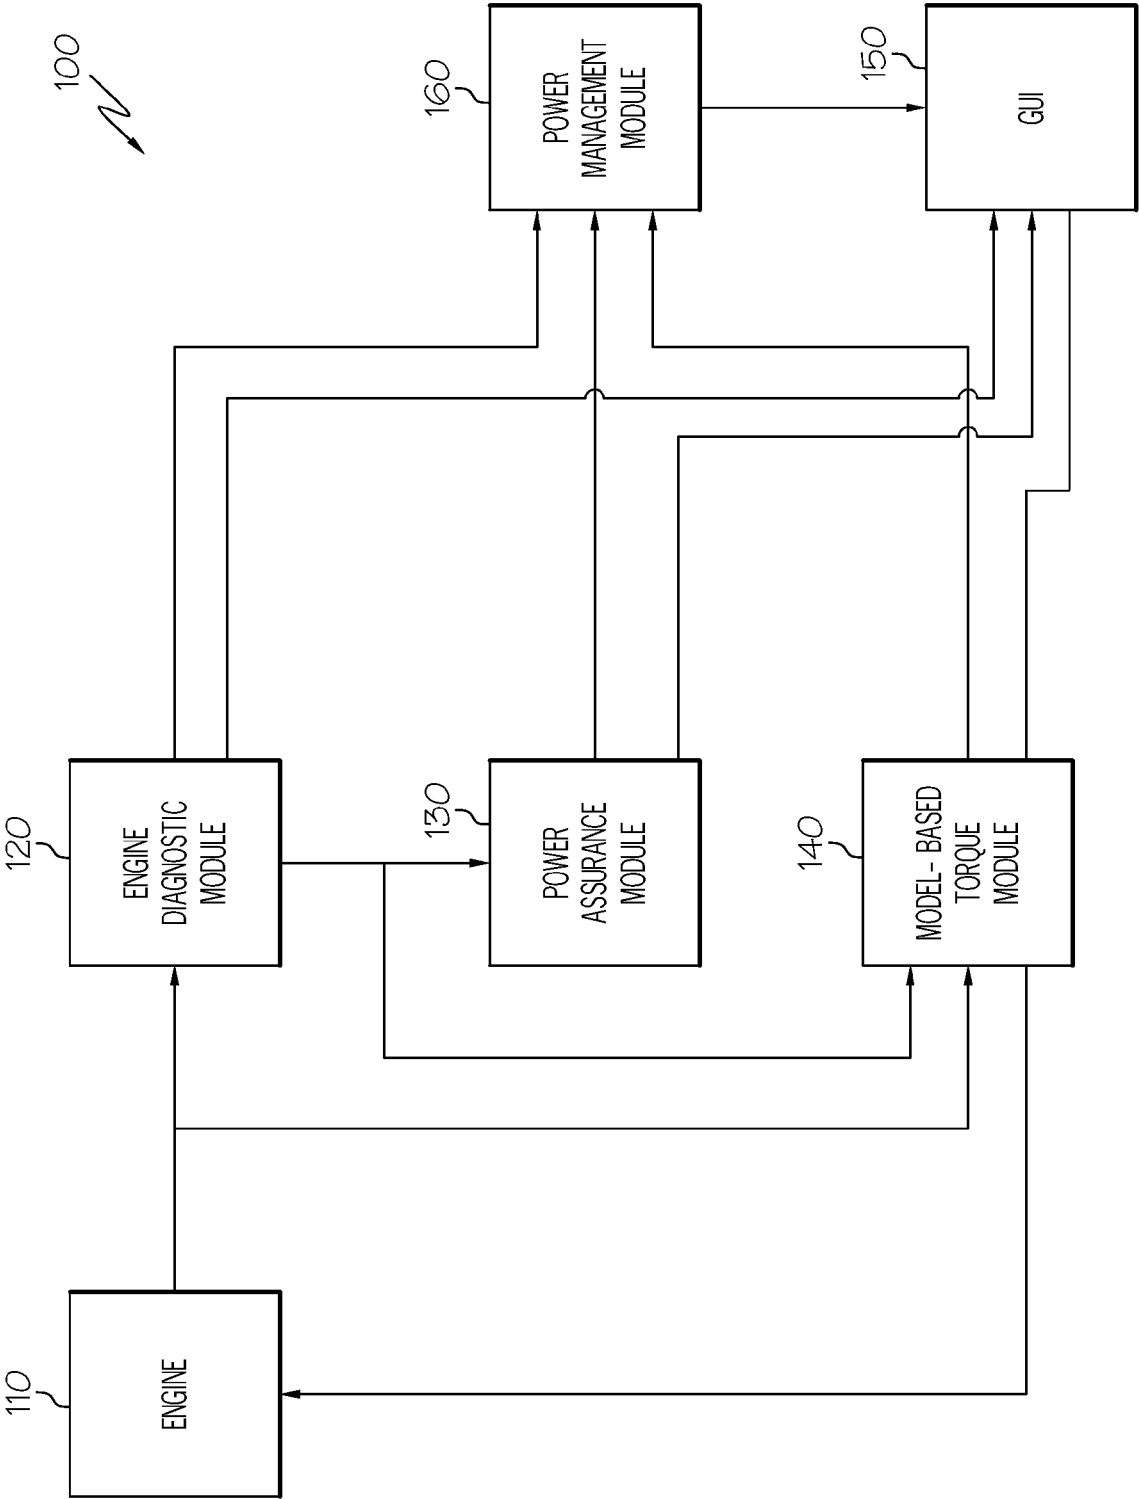 100
110
ENGINE
120
ENGINE
DIAGNOSTIC
MODULE
130
POWER
ASSURANCE
MODULE
140
MODEL- BASED
TORQUE
MODULE
160
POWER
MANAGEMENT
MODULE
150
GUI